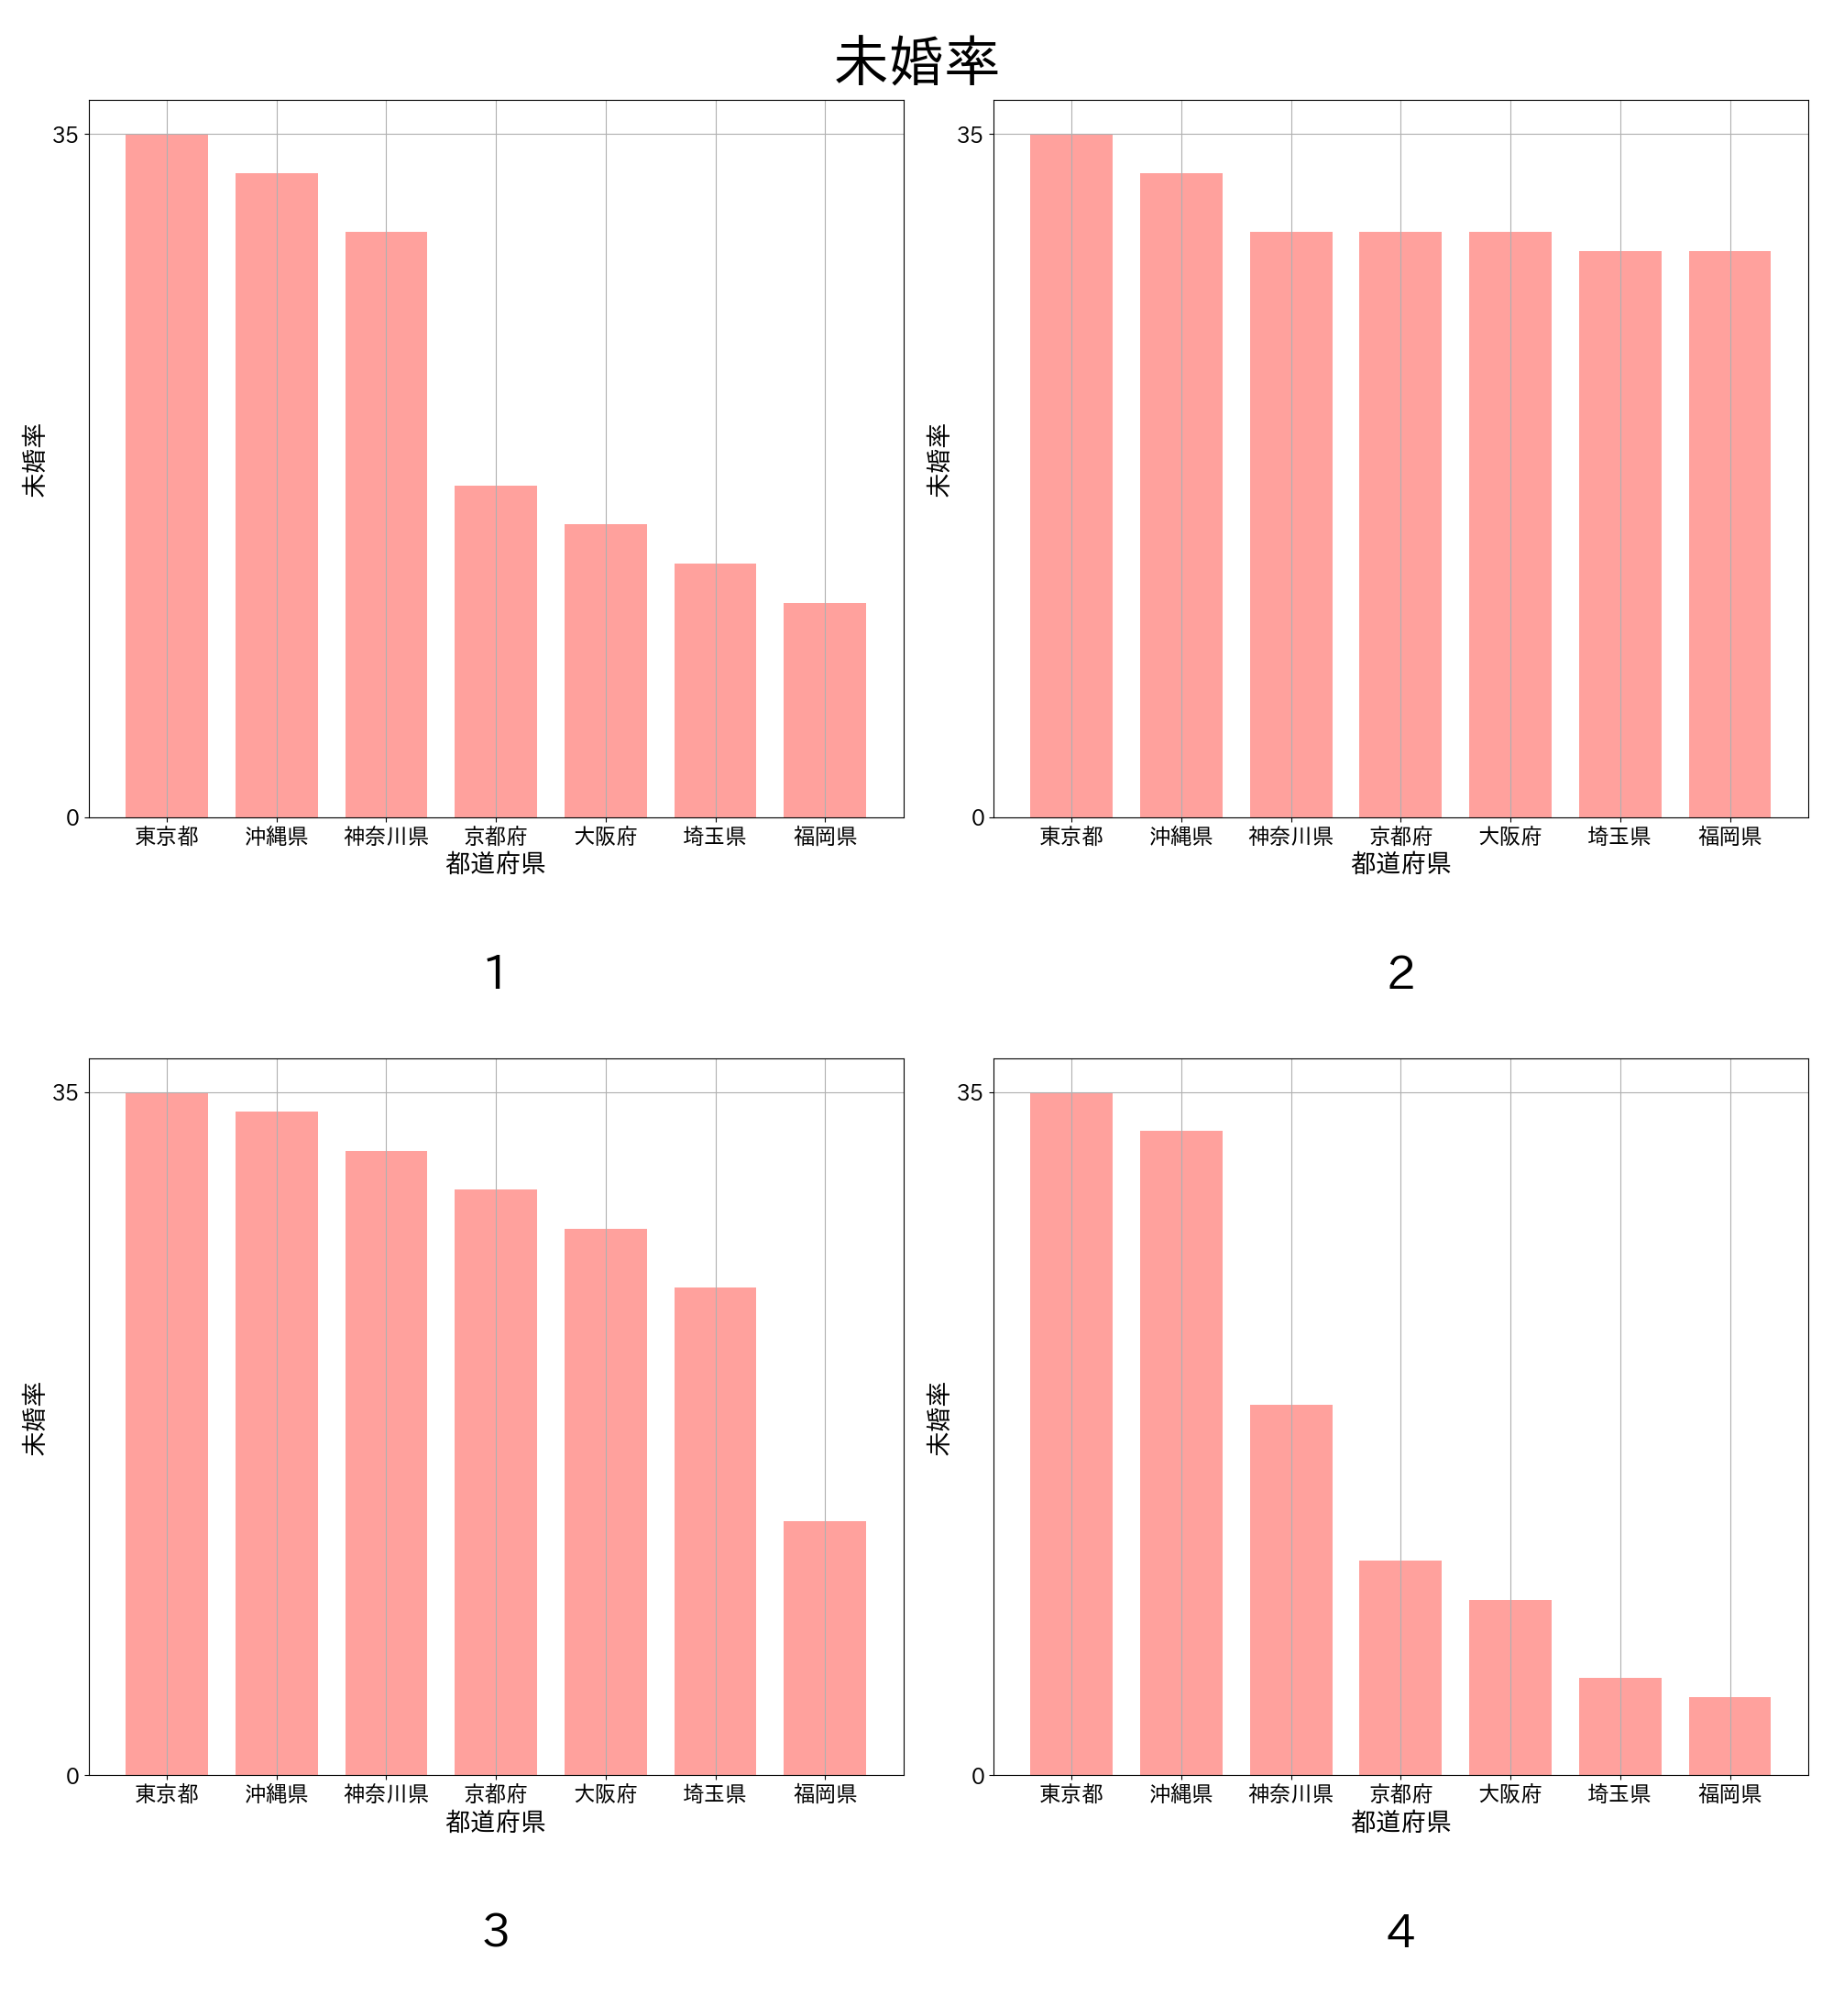 未婚率
35
0
未婚率
東京都 沖縄県 神奈川県 京都府 大阪府 埼玉県 福岡県
都道府県
1
35
0
未婚率
東京都 沖縄県 神奈川県 京都府 大阪府 埼玉県 福岡県
都道府県
2
35
0
未婚率
東京都 沖縄県 神奈川県 京都府 大阪府 埼玉県 福岡県
都道府県
3
35
0
未婚率
東京都 沖縄県 神奈川県 京都府 大阪府 埼玉県 福岡県
都道府県
4